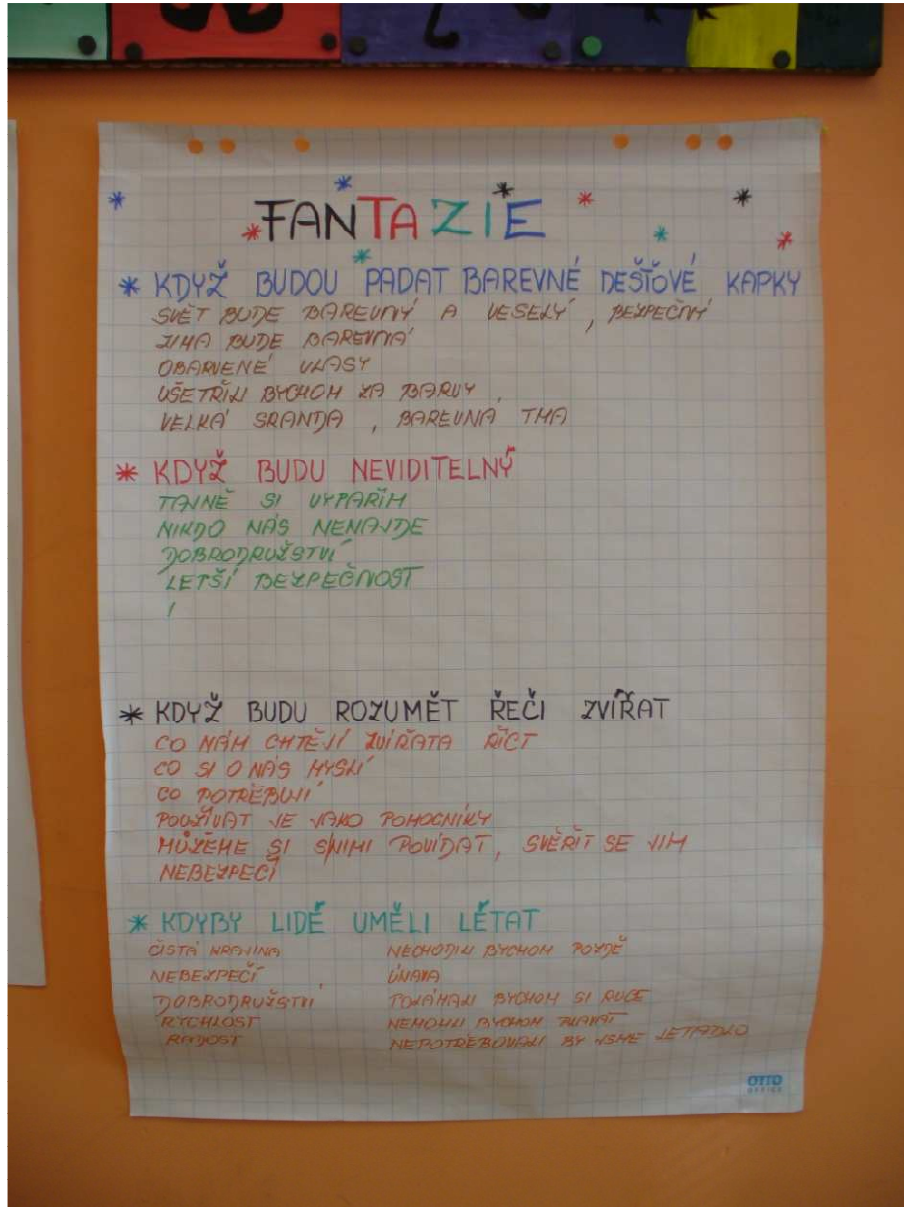 FANTAZIE
* KDYŽ BUDOU PADAT BAREVNÉ DEŠŤOVÉ KAPKY
SVĚT BUDE BAREVNÝ A VESELÝ, BEZPEČNÝ
ZIMA BUDE BAREVNÁ
OBARVENÉ VLASY
UŠETŘILI BYCHOM ZA BARVY,
VELKÁ SRANDA, BAREVNÁ TMA
* KDYŽ BUDU NEVIDITELNÝ
TAJNĚ SI VYPAŘÍM
NIKDO NÁS NENAJDE
DOBRODRUŽSTVÍ
LETŠÍ BEZPEČNOST
!
* KDYŽ BUDU ROZUMĚT ŘEČI ZVÍŘAT
CO NÁM CHTĚJÍ ZVÍŘATA ŘÍCT
CO SI O NÁS MYSLÍ
CO POTŘEBUJÍ
POUŽÍVAT JE JAKO POMOCNÍKY
MŮŽEME SI S NIMI POVÍDAT, SVĚŘIT SE JIM
NEBEZPEČÍ
* KDYBY LIDÉ UMĚLI LÉTAT
ČISTÁ KRAJINA NECHODILI BYCHOM POZDĚ
NEBEZPEČÍ ÚNAVA
DOBRODRUŽSTVÍ POLÁMALI BYCHOM SI RUCE
RYCHLOST NEMOHLI BYCHOM PLAVAT
RADOST NEPOTŘEBOVALI BY JSME LETADLO
OTTO
OFFICE